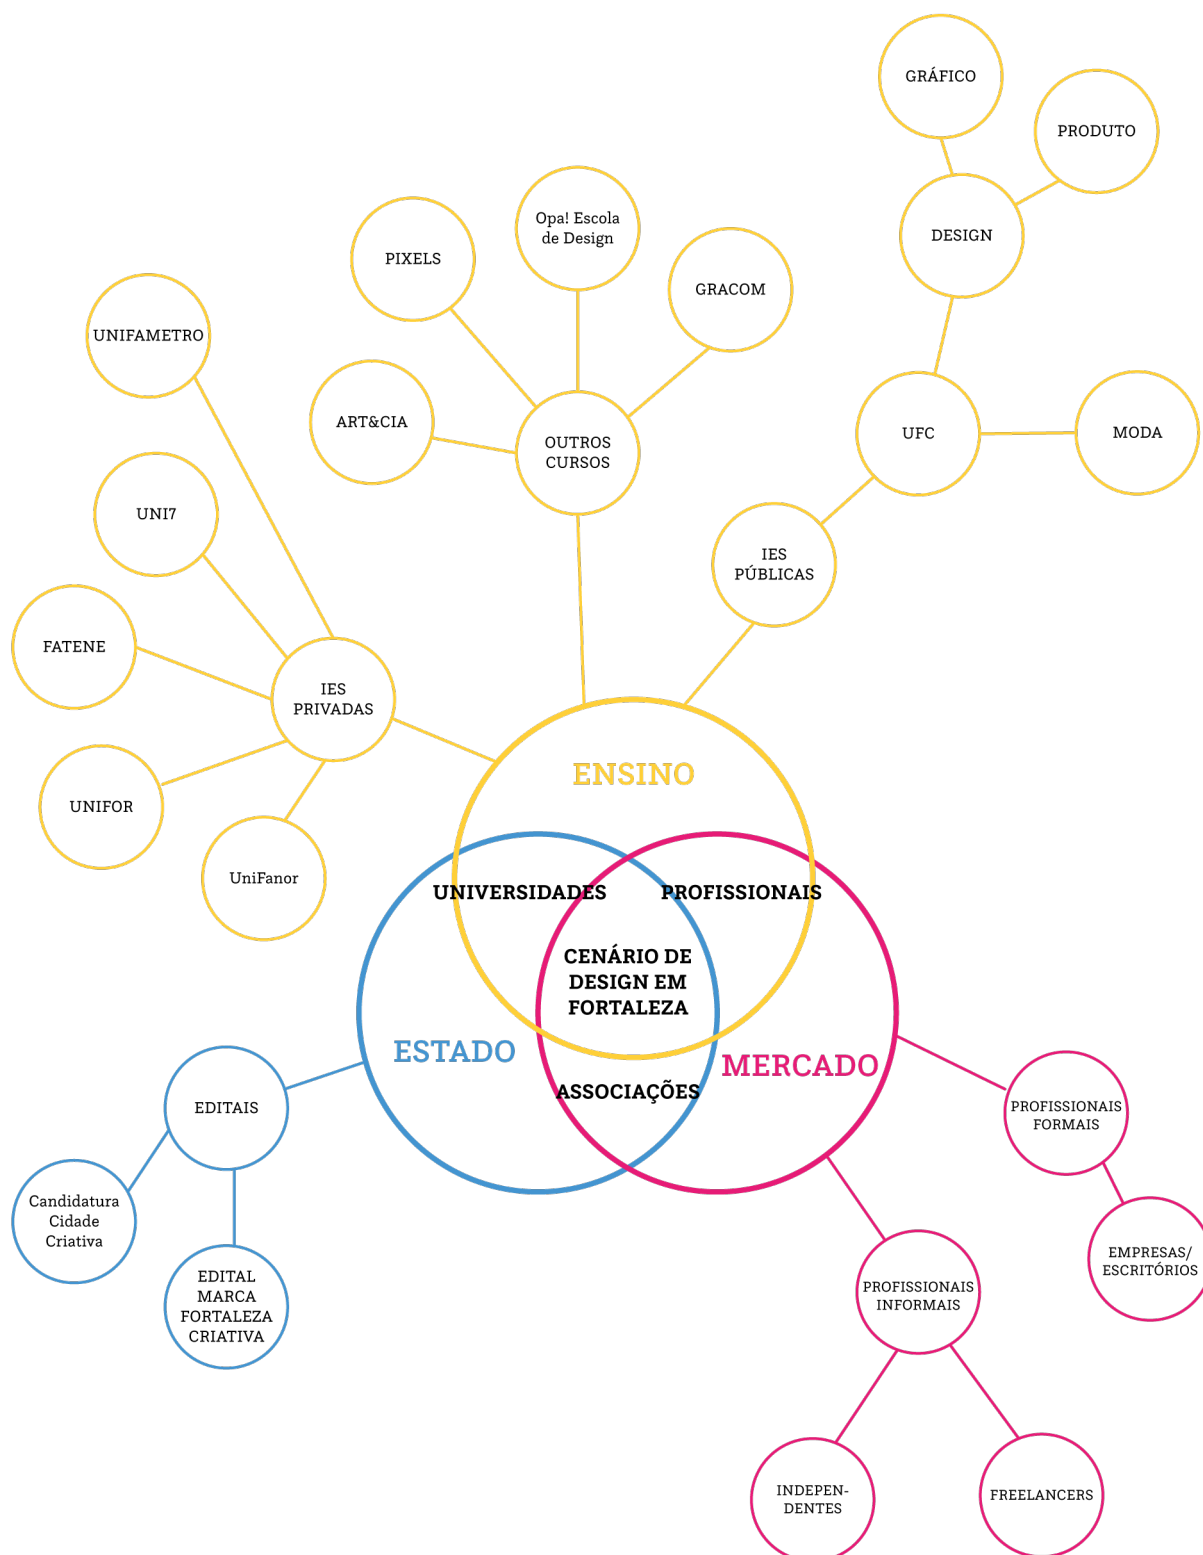 GRÁFICO
PRODUTO
DESIGN
UFC
MODA
IES
PÚBLICAS
Opa! Escola
de Design
PIXELS
GRACOM
ART&CIA
OUTROS
CURSOS
UNIFAMETRO
UNI7
FATENE
IES
PRIVADAS
UNIFOR
UniFanor
ENSINO
UNIVERSIDADES
PROFISSIONAIS
CENÁRIO DE
DESIGN EM
FORTALEZA
ESTADO
MERCADO
ASSOCIAÇÕES
EDITAIS
Candidatura
Cidade
Criativa
EDITAL
MARCA
FORTALEZA
CRIATIVA
PROFISSIONAIS
FORMAIS
EMPRESAS/
ESCRITÓRIOS
PROFISSIONAIS
INFORMAIS
INDEPEN-
DENTES
FREELANCERS